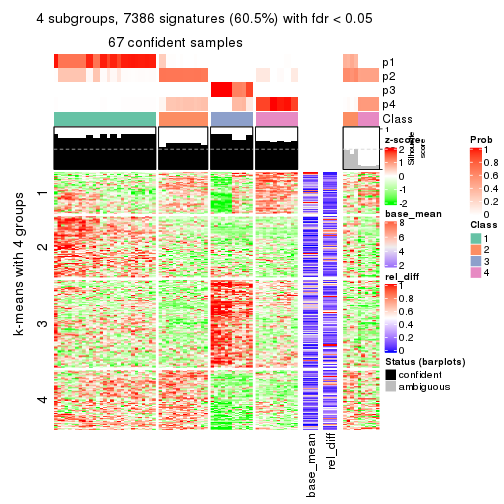 4 subgroups, 7386 signatures (60.5%) with fdr < 0.05
67 confident samples
p1
p2
p3
p4
Class
1
Silhouette
score
k-means with 4 groups
1
2
3
4
base_mean
rel_diff
z-score
2
1
0
-1
-2
base_mean
8
6
4
2
rel_diff
1
0.8
0.6
0.4
0.2
0
Status (barplots)
confident
ambiguous
Prob
1
0.8
0.6
0.4
0.2
0
Class
1
2
3
4